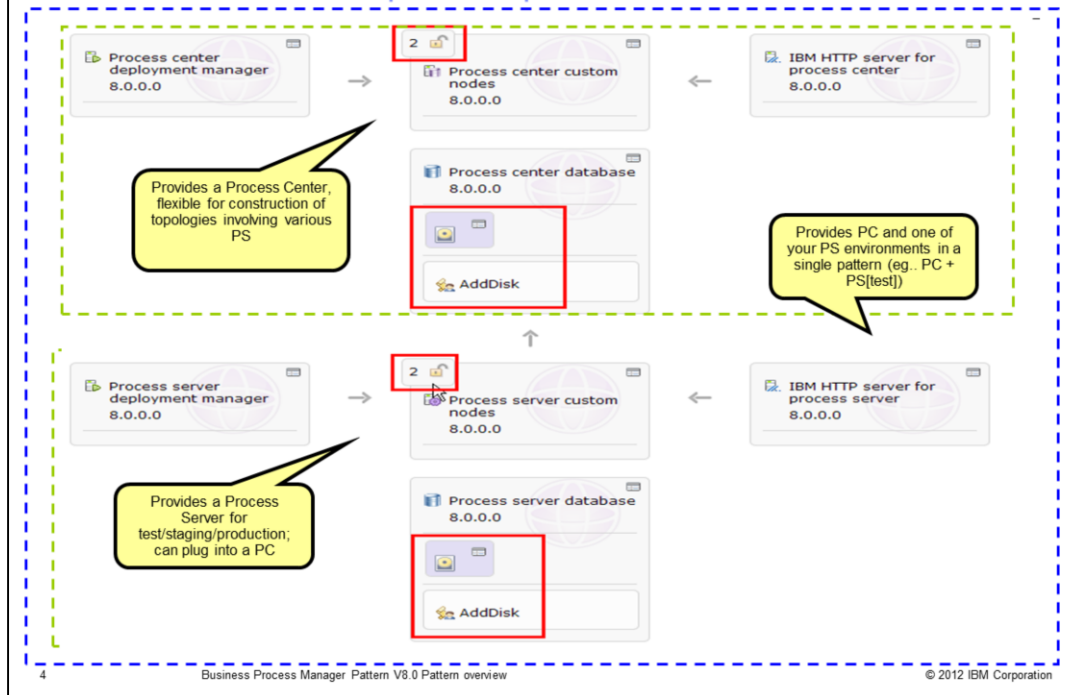 2
Process center
deployment manager
8.0.0.0
Process center custom
nodes
8.0.0.0
IBM HTTP server for
process center
8.0.0.0
Process center database
8.0.0.0
AddDisk
Provides a Process Center,
flexible for construction of
topologies involving various
PS
Provides PC and one of
your PS environments in a
single pattern (eg.. PC +
PS[test])
2
Process server
deployment manager
8.0.0.0
Process server custom
nodes
8.0.0.0
IBM HTTP server for
process server
8.0.0.0
Process server database
8.0.0.0
AddDisk
Provides a Process
Server for
test/staging/production;
can plug into a PC
4
Business Process Manager Pattern V8.0 Pattern overview
© 2012 IBM Corporation